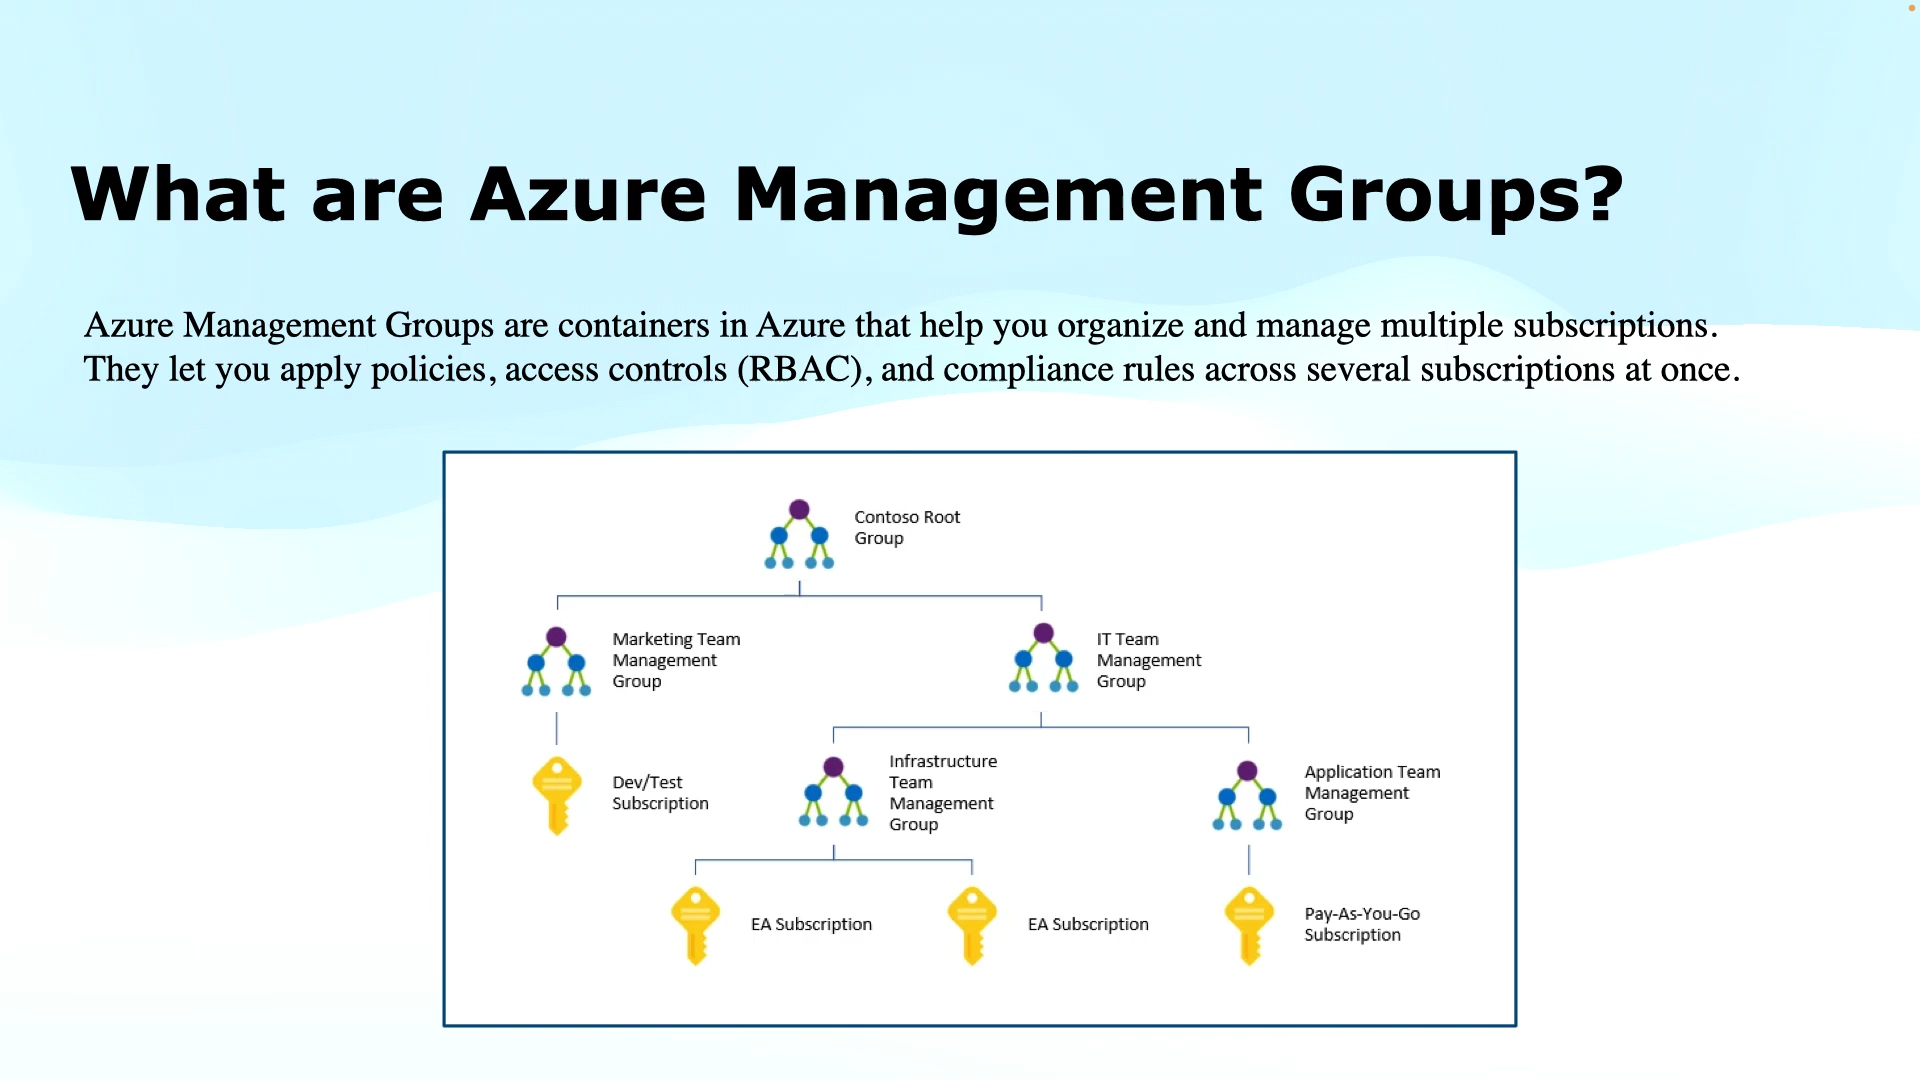 What are Azure Management Groups?
Azure Management Groups are containers in Azure that help you organize and manage multiple subscriptions.
They let you apply policies, access controls (RBAC), and compliance rules across several subscriptions at once.
Contoso Root
Group
Marketing Team
Management
Group
IT Team
Management
Group
Dev/Test
Subscription
Infrastructure
Team
Management
Group
Application Team
Management
Group
EA Subscription
EA Subscription
Pay-As-You-Go
Subscription